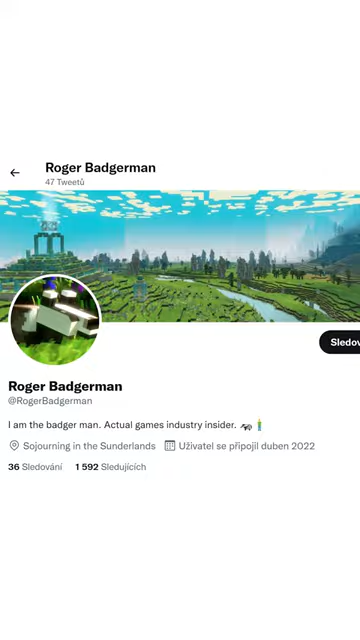 Roger Badgerman
47 Tweetů
Sledov
Roger Badgerman
@RogerBadgerman
I am the badger man. Actual games industry insider. 🦡🧍
Sojourning in the Sunderlands Uživatel se připojil duben 2022
36 Sledování 1 592 Sledujících